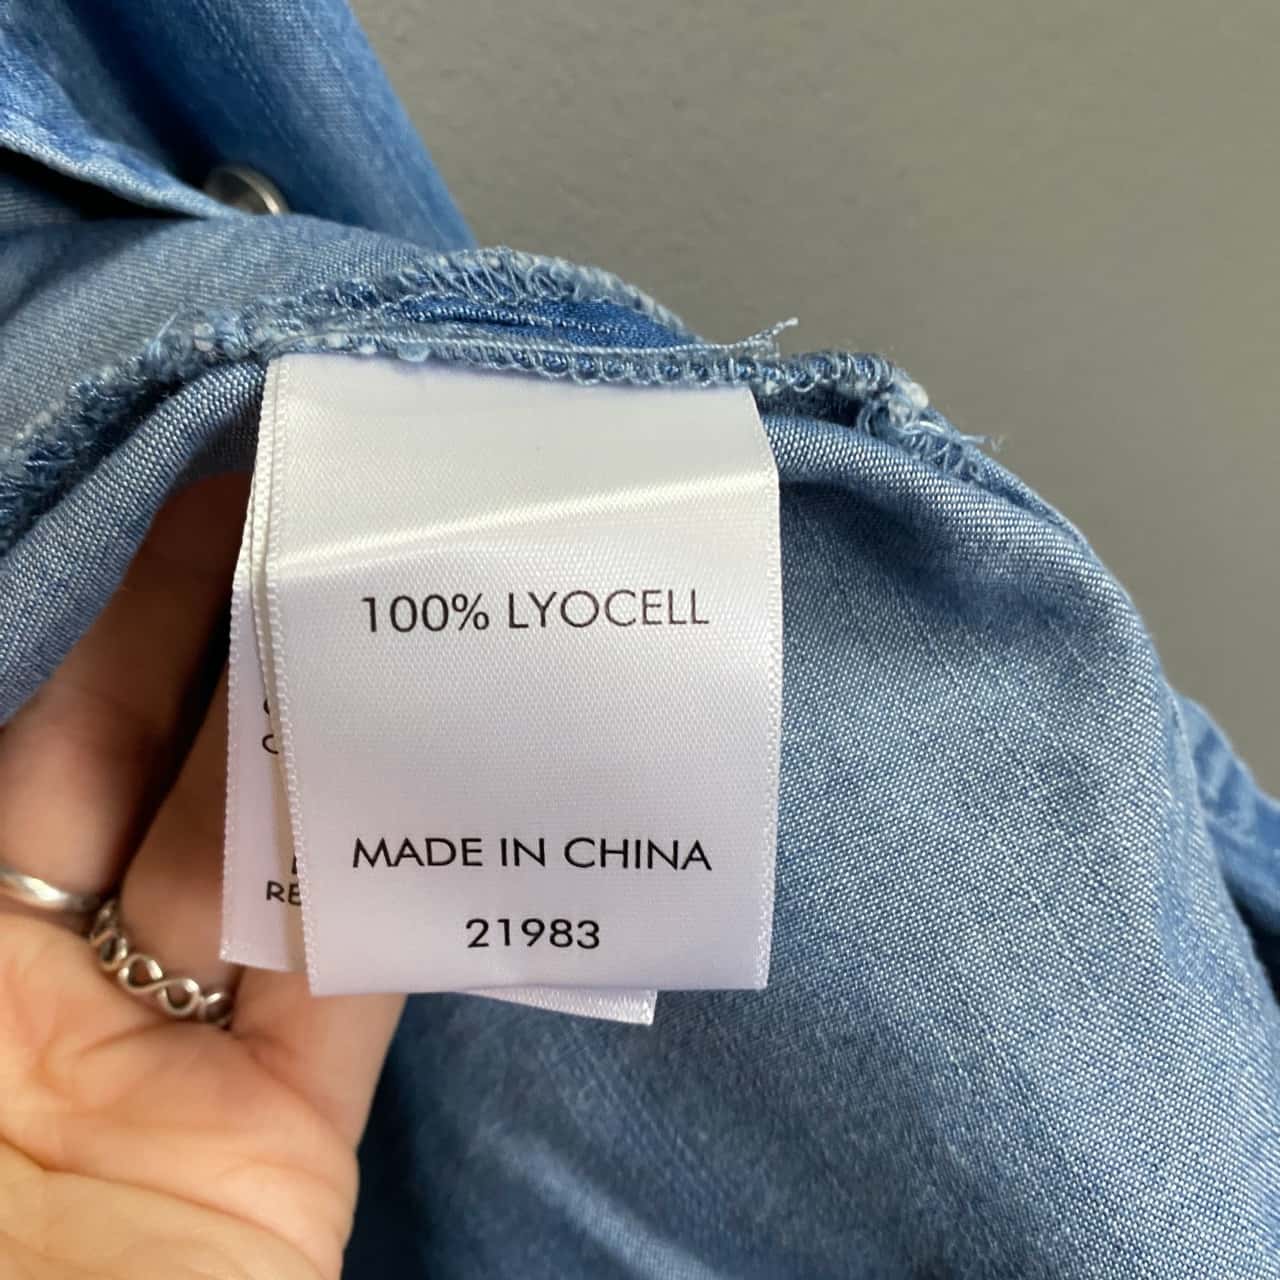 100% LYOCELL
MADE IN CHINA
21983